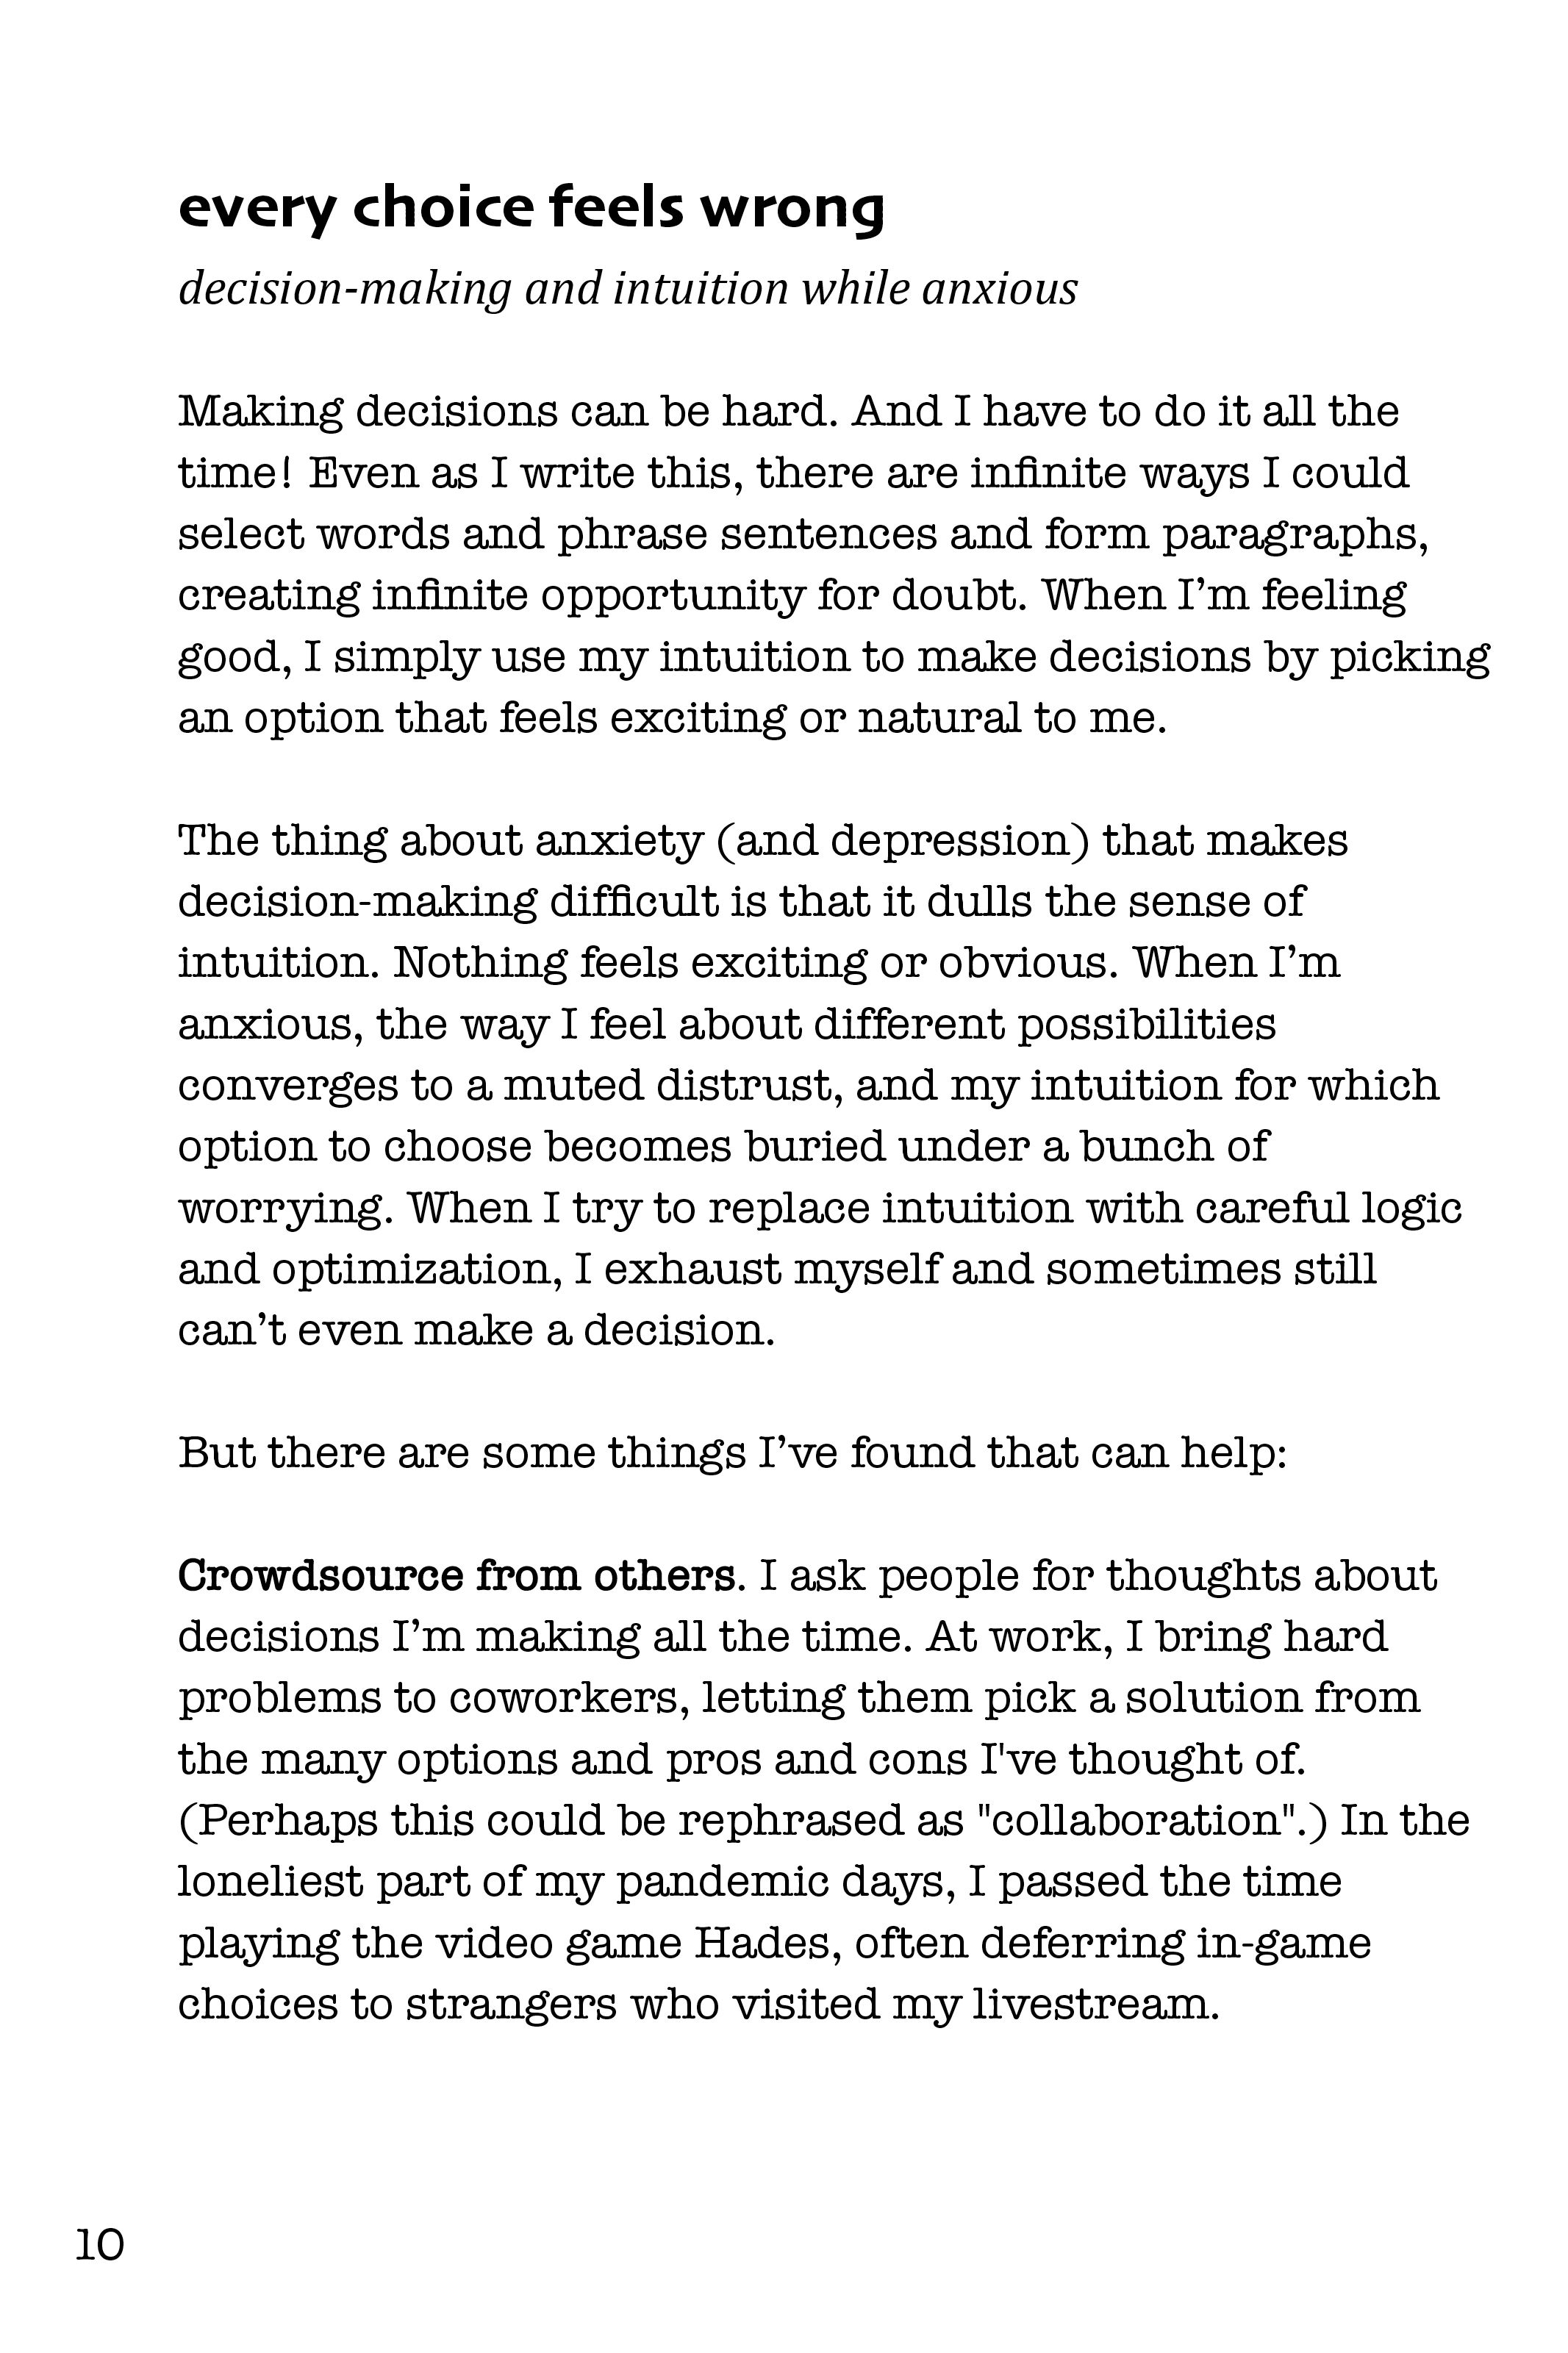 every choice feels wrong
decision-making and intuition while anxious
Making decisions can be hard. And I have to do it all the
time! Even as I write this, there are infinite ways I could
select words and phrase sentences and form paragraphs,
creating infinite opportunity for doubt. When I’m feeling
good, I simply use my intuition to make decisions by picking
an option that feels exciting or natural to me.
The thing about anxiety (and depression) that makes
decision-making difficult is that it dulls the sense of
intuition. Nothing feels exciting or obvious. When I’m
anxious, the way I feel about different possibilities
converges to a muted distrust, and my intuition for which
option to choose becomes buried under a bunch of
worrying. When I try to replace intuition with careful logic
and optimization, I exhaust myself and sometimes still
can’t even make a decision.
But there are some things I’ve found that can help:
Crowdsource from others. I ask people for thoughts about
decisions I’m making all the time. At work, I bring hard
problems to coworkers, letting them pick a solution from
the many options and pros and cons I've thought of.
(Perhaps this could be rephrased as "collaboration".) In the
loneliest part of my pandemic days, I passed the time
playing the video game Hades, often deferring in-game
choices to strangers who visited my livestream.
10